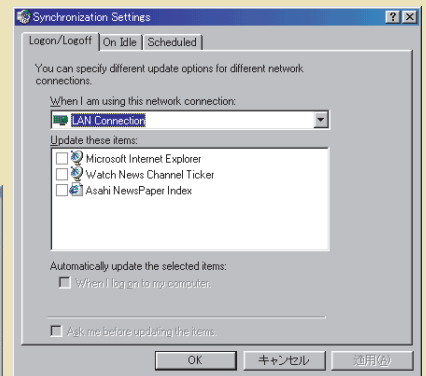 Synchronization Settings
Logon/Logoff On Idle Scheduled
You can specify different update options for different network
connections.
When I am using this network connection:
LAN Connection
Update these items:
Microsoft Internet Explorer
Watch News Channel Ticker
Asahi NewsPaper Index
Automatically update the selected items:
When I log on to my computer.
Ask me before updating the items.
OK キャンセル 適用(A)